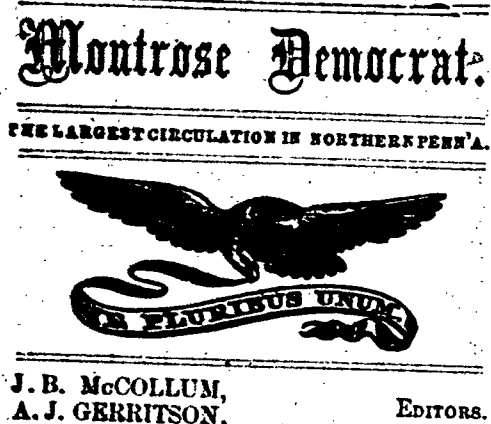 Montrose Democrat.
THE LARGEST CIRCULATION IN NORTHERN PENN'A.
E PLURIBUS UNUM.
J. B. McCOLLUM,
A. J. GERRITSON,
EDITORS.